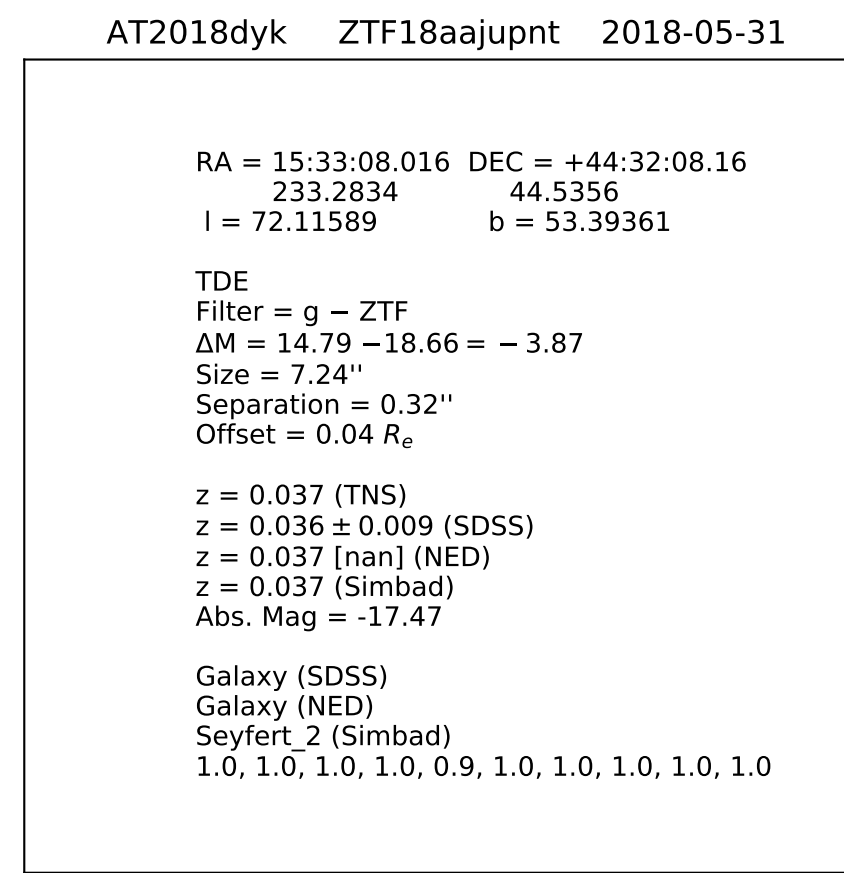 AT2018dyk ZTF18aajupnt 2018-05-31
RA = 15:33:08.016 DEC = +44:32:08.16
233.2834 44.5356
l = 72.11589 b = 53.39361
TDE
Filter = g − ZTF
ΔM = 14.79 −18.66 = − 3.87
Size = 7.24''
Separation = 0.32''
Offset = 0.04 Rₑ
z = 0.037 (TNS)
z = 0.036 ± 0.009 (SDSS)
z = 0.037 [nan] (NED)
z = 0.037 (Simbad)
Abs. Mag = -17.47
Galaxy (SDSS)
Galaxy (NED)
Seyfert_2 (Simbad)
1.0, 1.0, 1.0, 1.0, 0.9, 1.0, 1.0, 1.0, 1.0, 1.0